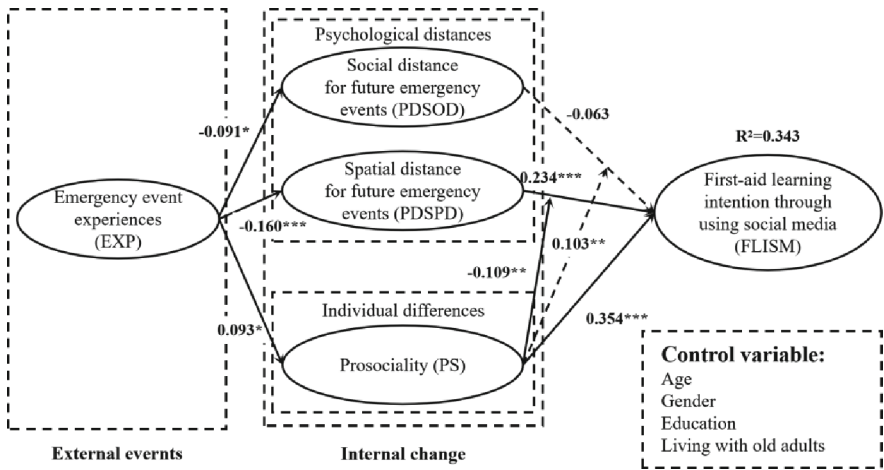 Psychological distances
Social distance
for future emergency
events (PDSOD)
-0.063
R²=0.343
-0.091*
Spatial distance
for future emergency
events (PDSPD)
0.234***
First-aid learning
intention through
using social media
(FLISM)
Emergency event
experiences
(EXP)
-0.160***
0.103**
-0.109**
Individual differences
0.093*
0.354***
Prosociality (PS)
Control variable:
Age
Gender
Education
Living with old adults
External evernts
Internal change